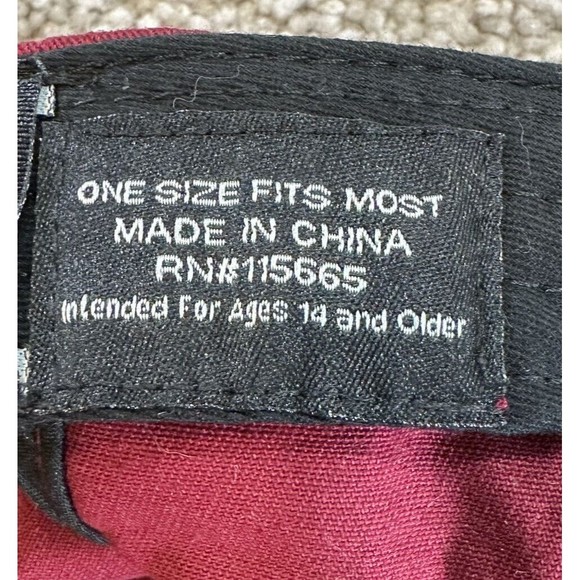 ONE SIZE FITS MOST
MADE IN CHINA
RN#115665
Intended For Ages 14 and Older